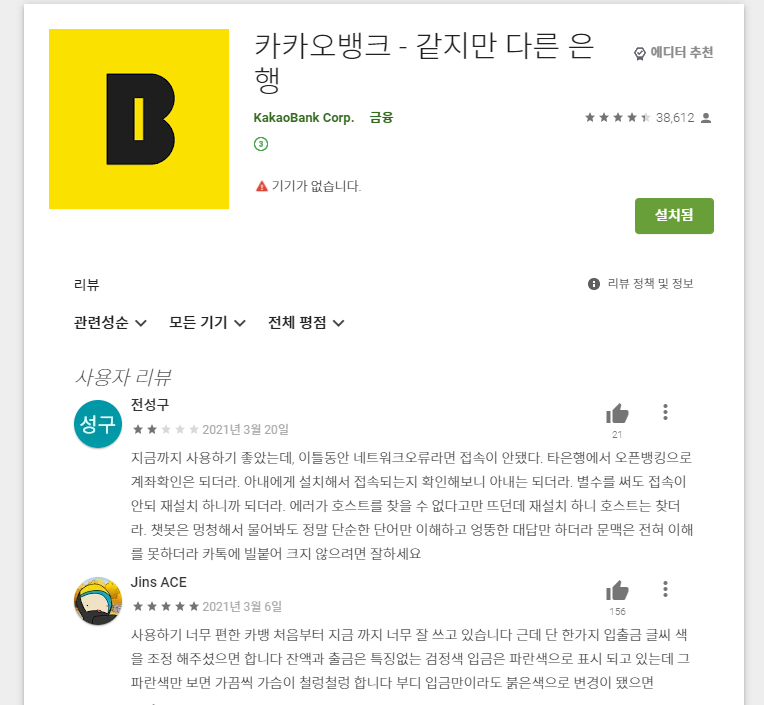 카카오뱅크 - 같지만 다른 은
행
에디터 추천
KakaoBank Corp. 금융
38,612
3
기기가 없습니다.
설치됨
리뷰
리뷰 정책 및 정보
관련성순 모든 기기 전체 평점
사용자 리뷰
성구
전성구
2021년 3월 20일
21
지금까지 사용하기 좋았는데, 이틀동안 네트워크오류라면 접속이 안됐다. 타은행에서 오픈뱅킹으로
계좌확인은 되더라. 아내에게 설치해서 접속되는지 확인해보니 아내는 되더라. 별수를 써도 접속이
안되 재설치 하니까 되더라. 에러가 호스트를 찾을 수 없다고만 뜨던데 재설치 하니 호스트는 찾더
라. 챗봇은 멍청해서 물어봐도 정말 단순한 단어만 이해하고 엉뚱한 대답만 하더라 문맥은 전혀 이해
를 못하더라 카톡에 빌붙어 크지 않으려면 잘하세요
Jins ACE
2021년 3월 6일
156
사용하기 너무 편한 카뱅 처음부터 지금 까지 너무 잘 쓰고 있습니다 근데 단 한가지 입출금 글씨 색
을 조정 해주셨으면 합니다 잔액과 출금은 특징없는 검정색 입금은 파란색으로 표시 되고 있는데 그
파란색만 보면 가끔씩 가슴이 철렁철렁 합니다 부디 입금만이라도 붉은색으로 변경이 됐으면